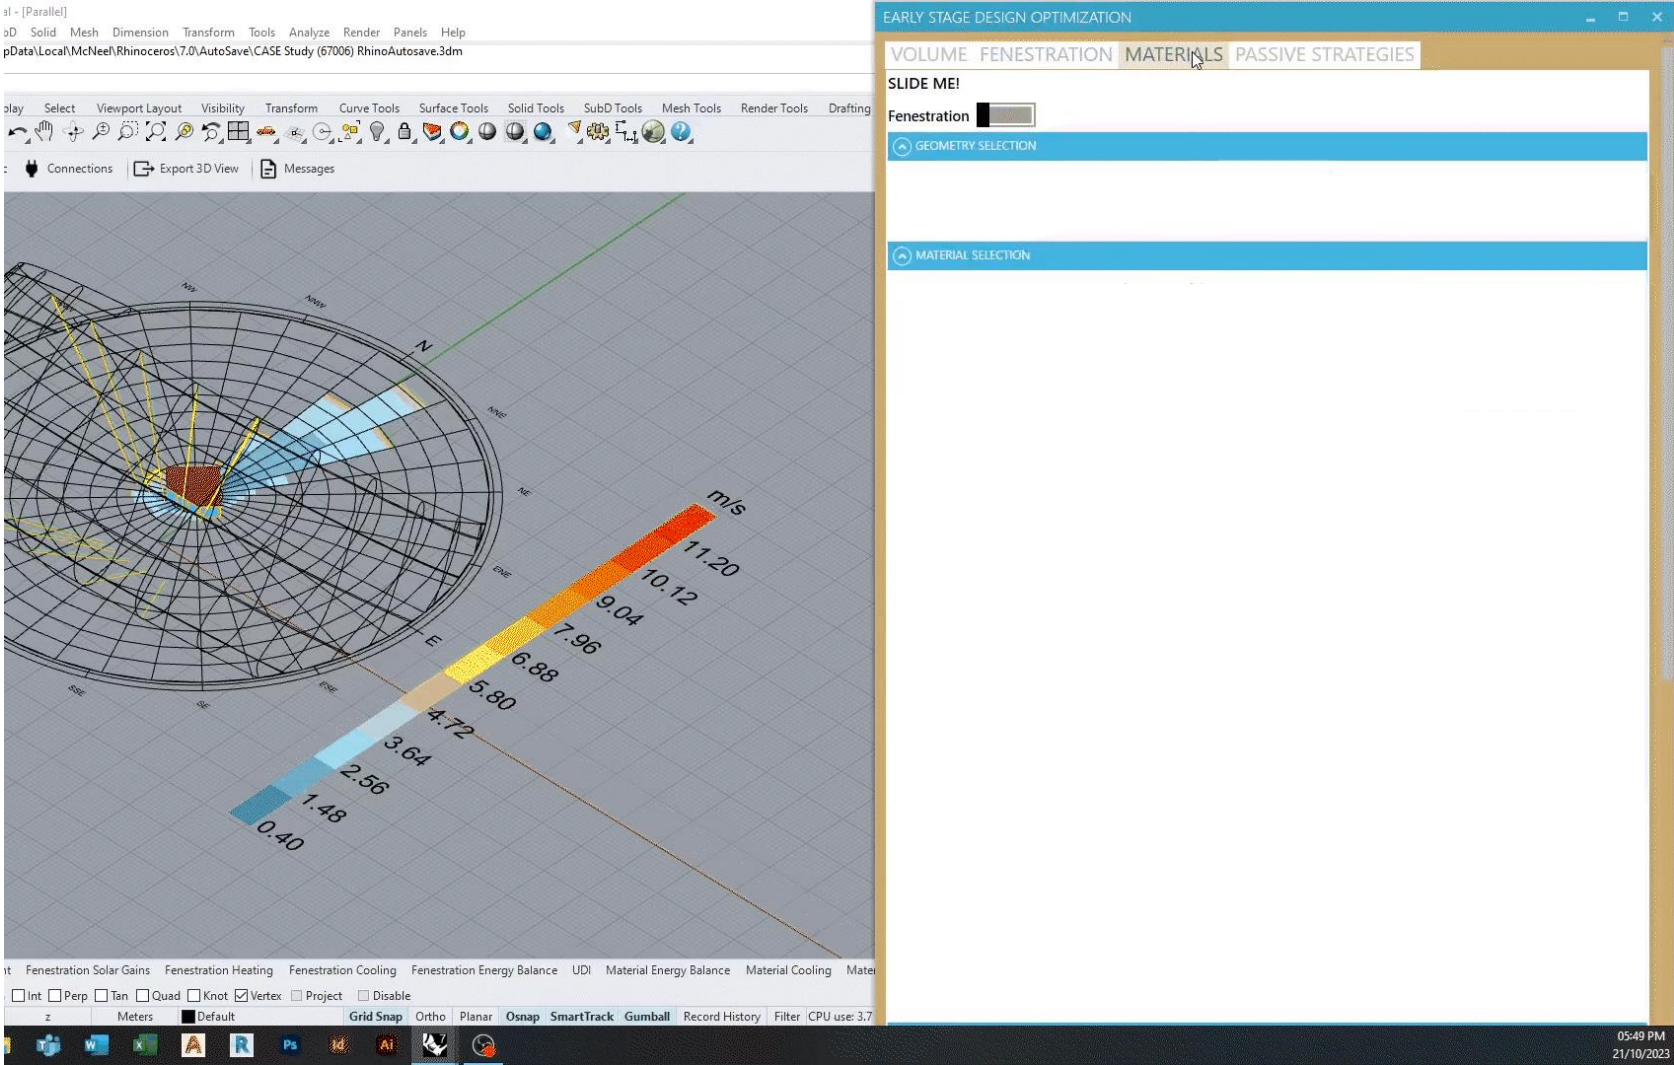 al - [Parallel]
oD Solid Mesh Dimension Transform Tools Analyze Render Panels Help
pData\Local\McNeel\Rhinoceros\7.0\AutoSave\CASE Study (67006) RhinoAutosave.3dm
play Select Viewport Layout Visibility Transform Curve Tools Surface Tools Solid Tools SubD Tools Mesh Tools Render Tools Drafting
Connections Export 3D View Messages
NW
NNW
N
NNE
NE
ENE
E
ESE
SE
SSE
m/s
11.20
10.12
9.04
7.96
6.88
5.80
4.72
3.64
2.56
1.48
0.40
nt Fenestration Solar Gains Fenestration Heating Fenestration Cooling Fenestration Energy Balance UDI Material Energy Balance Material Cooling Mate
Int Perp Tan Quad Knot Vertex Project Disable
z Meters Default Grid Snap Ortho Planar Osnap SmartTrack Gumball Record History Filter CPU use: 3.7
EARLY STAGE DESIGN OPTIMIZATION
VOLUME FENESTRATION MATERIALS PASSIVE STRATEGIES
SLIDE ME!
Fenestration
GEOMETRY SELECTION
MATERIAL SELECTION
W X A R Ps Id Ai
05:49 PM
21/10/2023